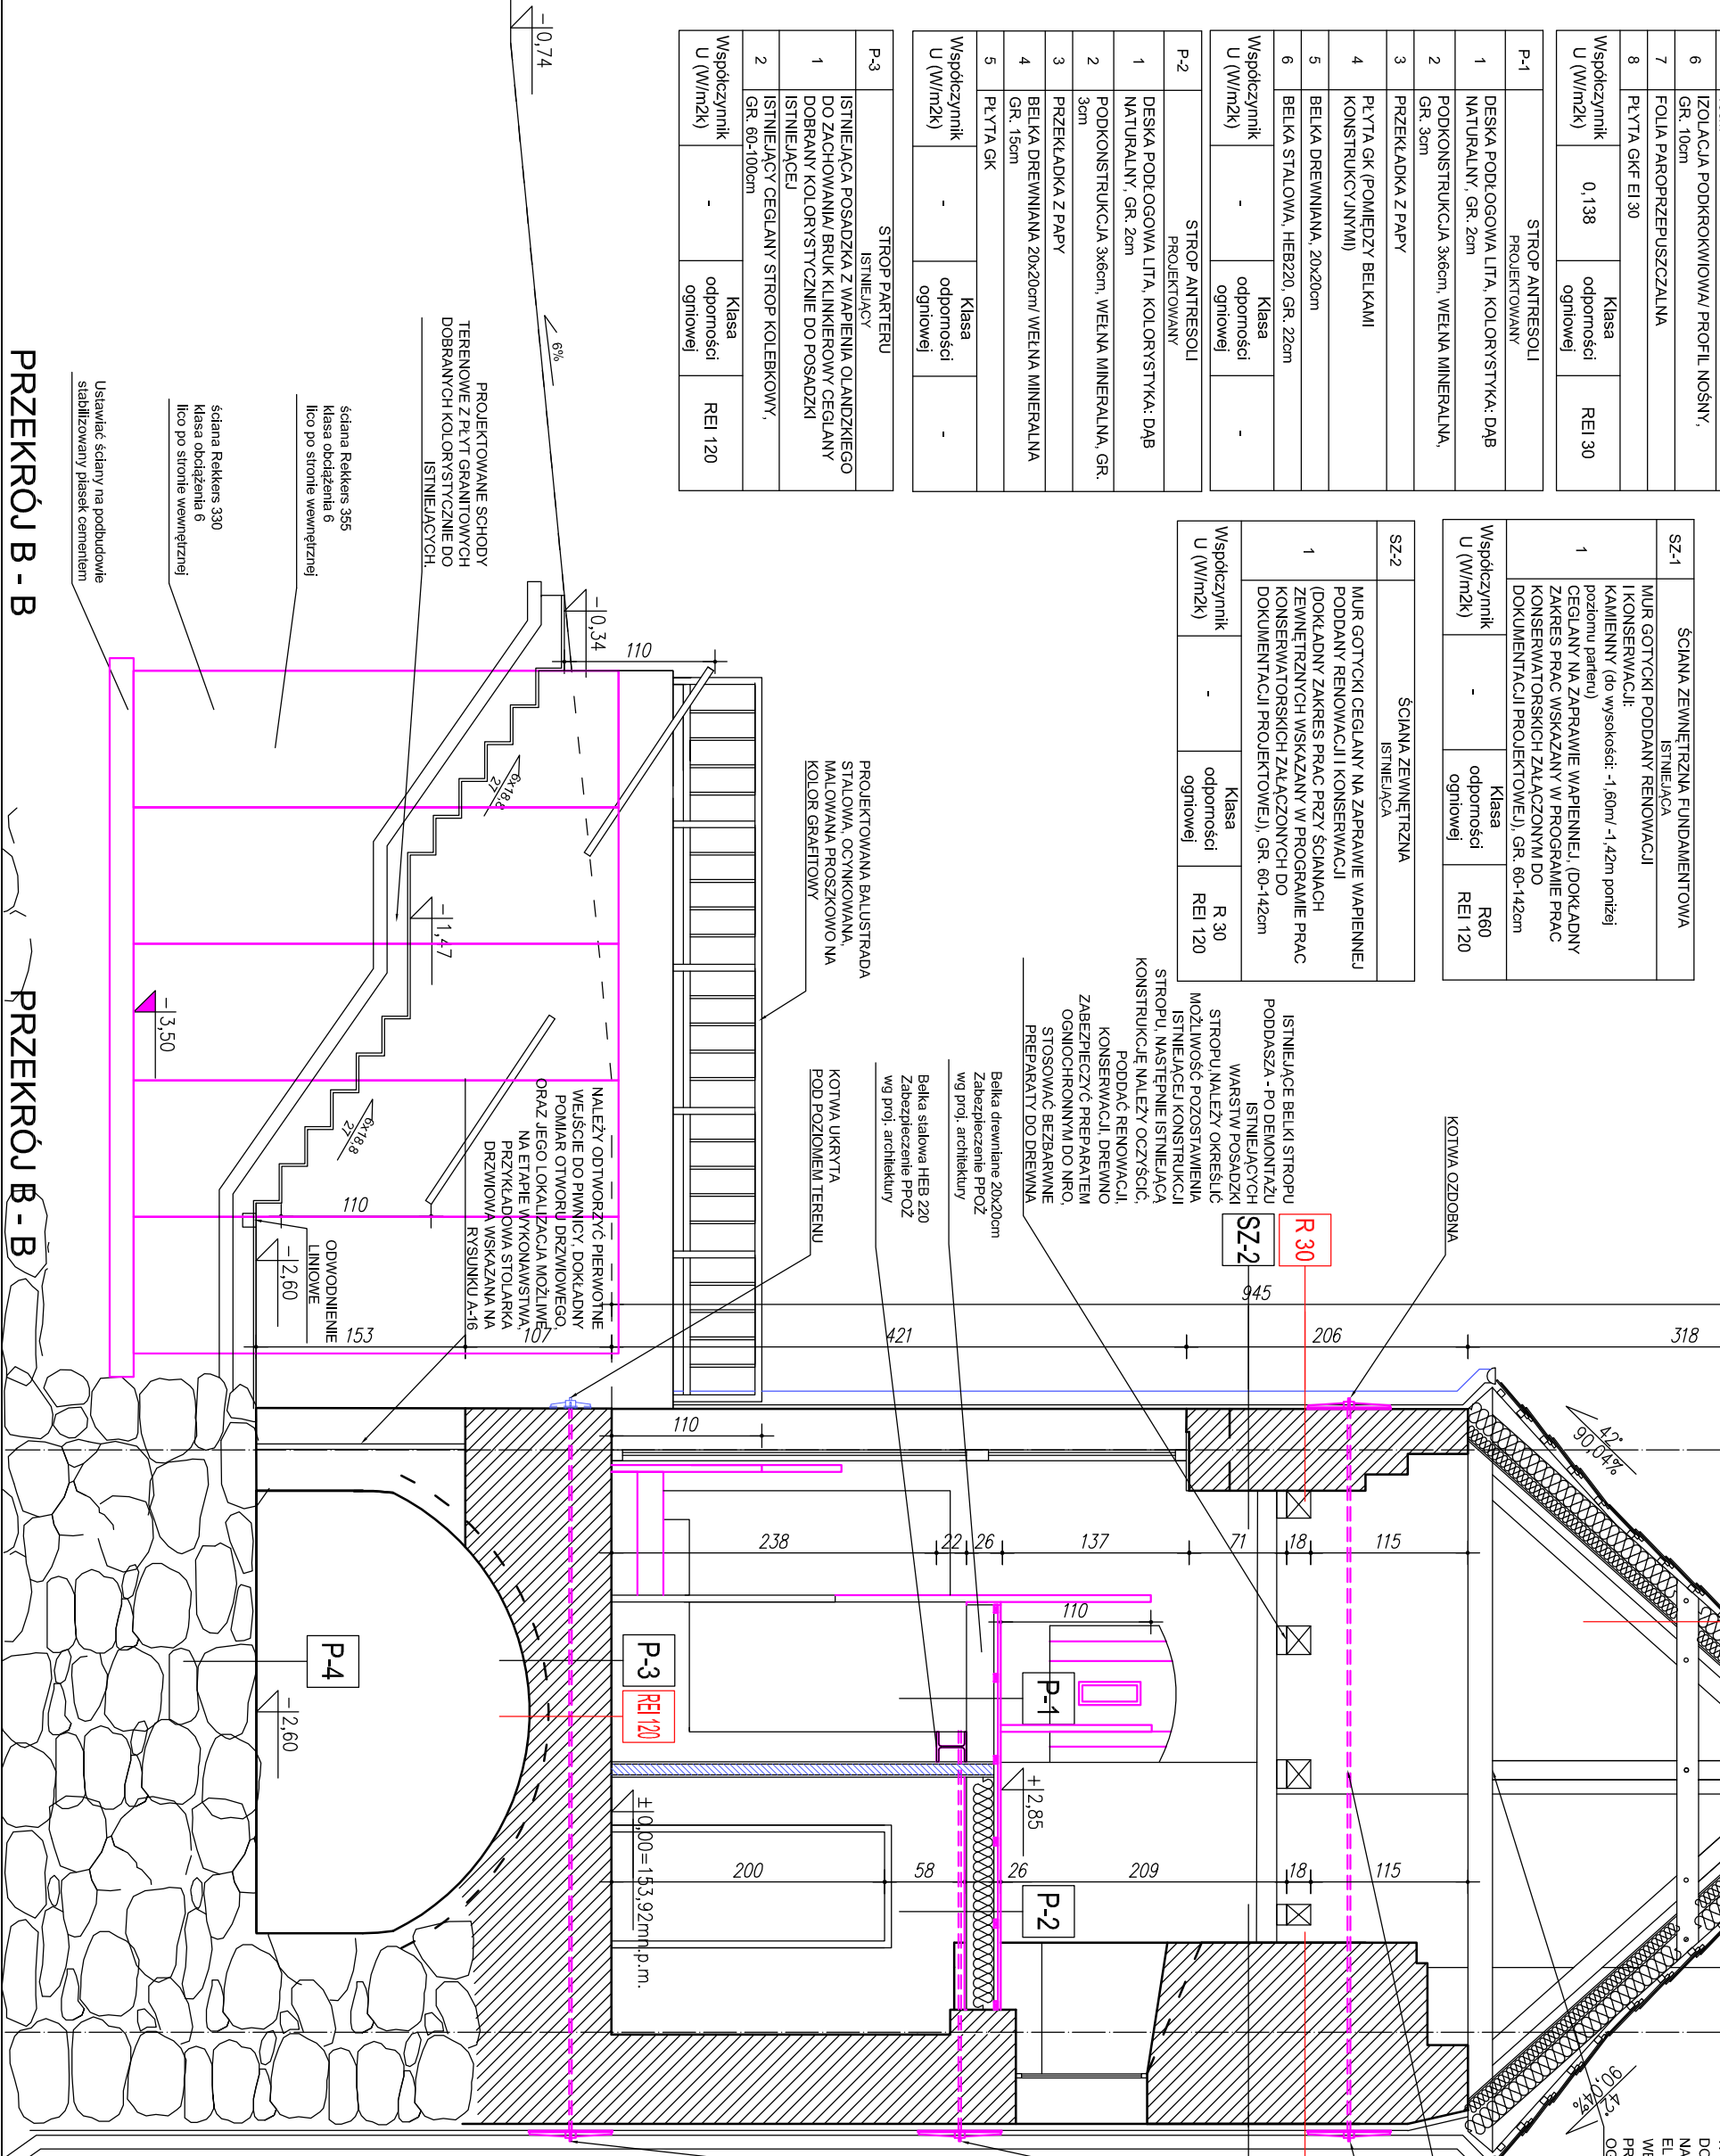 6
IZOLACJA PODKROKWIOWA/ PROFIL NOŚNY,
GR. 10cm
7
FOLIA PAROPRZEPUSZCZALNA
8
PŁYTA GKF EI 30
Współczynnik
U (W/m2k)
0,138
Klasa
odporności
ogniowej
REI 30
P-1
STROP ANTRESOLI
PROJEKTOWANY
1
DESKA PODŁOGOWA LITA, KOLORYSTYKA: DĄB
NATURALNY, GR. 2cm
2
PODKONSTRUKCJA 3x6cm, WEŁNA MINERALNA,
GR. 3cm
3
PRZEKŁADKA Z PAPY
4
PŁYTA GK (POMIĘDZY BELKAMI
KONSTRUKCYJNYMI)
5
BELKA DREWNIANA, 20x20cm
6
BELKA STALOWA, HEB220, GR. 22cm
Współczynnik
U (W/m2k)
-
Klasa
odporności
ogniowej
-
P-2
STROP ANTRESOLI
PROJEKTOWANY
1
DESKA PODŁOGOWA LITA, KOLORYSTYKA: DĄB
NATURALNY, GR. 2cm
2
PODKONSTRUKCJA 3x6cm, WEŁNA MINERALNA, GR.
3cm
3
PRZEKŁADKA Z PAPY
4
BELKA DREWNIANA 20x20cm/ WEŁNA MINERALNA
GR. 15cm
5
PŁYTA GK
Współczynnik
U (W/m2k)
-
Klasa
odporności
ogniowej
-
P-3
STROP PARTERU
ISTNIEJĄCY
1
ISTNIEJĄCA POSADZKA Z WAPIENIA OLANDZKIEGO
DO ZACHOWANIA/ BRUK KLINKIEROWY CEGLANY
DOBRANY KOLORYSTYCZNIE DO POSADZKI
ISTNIEJĄCEJ
2
ISTNIEJĄCY CEGLANY STROP KOLEBKOWY,
GR. 60-100cm
Współczynnik
U (W/m2k)
-
Klasa
odporności
ogniowej
REI 120
SZ-1
ŚCIANA ZEWNĘTRZNA FUNDAMENTOWA
ISTNIEJĄCA
1
MUR GOTYCKI PODDANY RENOWACJI
I KONSERWACJI:
KAMIENNY (do wysokości: -1,60m/ -1,42m poniżej
poziomu parteru)
CEGLANY NA ZAPRAWIE WAPIENNEJ, (DOKŁADNY
ZAKRES PRAC WSKAZANY W PROGRAMIE PRAC
KONSERWATORSKICH ZAŁĄCZONYM DO
DOKUMENTACJI PROJEKTOWEJ), GR. 60-142cm
Współczynnik
U (W/m2k)
-
Klasa
odporności
ogniowej
R60
REI 120
SZ-2
ŚCIANA ZEWNĘTRZNA
ISTNIEJĄCA
1
MUR GOTYCKI CEGLANY NA ZAPRAWIE WAPIENNEJ
PODDANY RENOWACJI I KONSERWACJI
(DOKŁADNY ZAKRES PRAC PRZY ŚCIANACH
ZEWNĘTRZNYCH WSKAZANY W PROGRAMIE PRAC
KONSERWATORSKICH ZAŁĄCZONYCH DO
DOKUMENTACJI PROJEKTOWEJ), GR. 60-142cm
Współczynnik
U (W/m2k)
-
Klasa
odporności
ogniowej
R 30
REI 120
KOTWA OZDOBNA
ISTNIEJĄCE BELKI STROPU
PODDASZA - PO DEMONTAŻU
ISTNIEJĄCYCH
WARSTW POSADZKI
STROPU,NALEŻY OKREŚLIĆ
MOŻLIWOŚĆ POZOSTAWIENIA
ISTNIEJĄCEJ KONSTRUKCJI
STROPU, NASTĘPNIE ISTNIEJĄCĄ
KONSTRUKCJĘ NALEŻY OCZYŚCIĆ,
PODDAĆ RENOWACJI,
KONSERWACJI, DREWNO
ZABEZPIECZYĆ PREPARATEM
OGNIOCHRONNYM DO NRO,
STOSOWAĆ BEZBARWNE
PREPARATY DO DREWNA
Belka drewniane 20x20cm
Zabezpieczenie PPOŻ
wg proj. architektury
Belka stalowa HEB 220
Zabezpieczenie PPOŻ
wg proj. architektury
KOTWA UKRYTA
POD POZIOMEM TERENU
PROJEKTOWANA BALUSTRADA
STALOWA, OCYNKOWANA,
MALOWANA PROSZKOWO NA
KOLOR GRAFITOWY
NALEŻY ODTWORZYĆ PIERWOTNE
WEJŚCIE DO PIWNICY, DOKŁADNY
POMIAR OTWORU DRZWIOWEGO,
ORAZ JEGO LOKALIZACJA MOŻLIWE
NA ETAPIE WYKONAWSTWA,
PRZYKŁADOWA STOLARKA
DRZWIOWA WSKAZANA NA
RYSUNKU A-16
ODWODNIENIE
LINIOWE
PROJEKTOWANE SCHODY
TERENOWE Z PŁYT GRANITOWYCH
DOBRANYCH KOLORYSTYCZNIE DO
ISTNIEJĄCYCH.
ściana Rekkers 355
klasa obciążenia 6
lico po stronie wewnętrznej
ściana Rekkers 330
klasa obciążenia 6
lico po stronie wewnętrznej
Ustawiać ściany na podbudowie
stabilizowany piasek cementem
-0,74
6%
-0,34
110
6x18,8
27
-1,47
-3,50
6x18,8
27
110
-2,60
R 30
SZ-2
945
153
107
421
206
318
42°
90,04%
110
238
22
26
137
71
18
115
110
P-1
P-3
REI 120
P-4
-2,60
+2,85
±0,00=153,92mn.p.m.
200
58
26
209
18
115
P-2
42°
90,04%
PRZEKRÓJ B - B
PRZEKRÓJ B - B